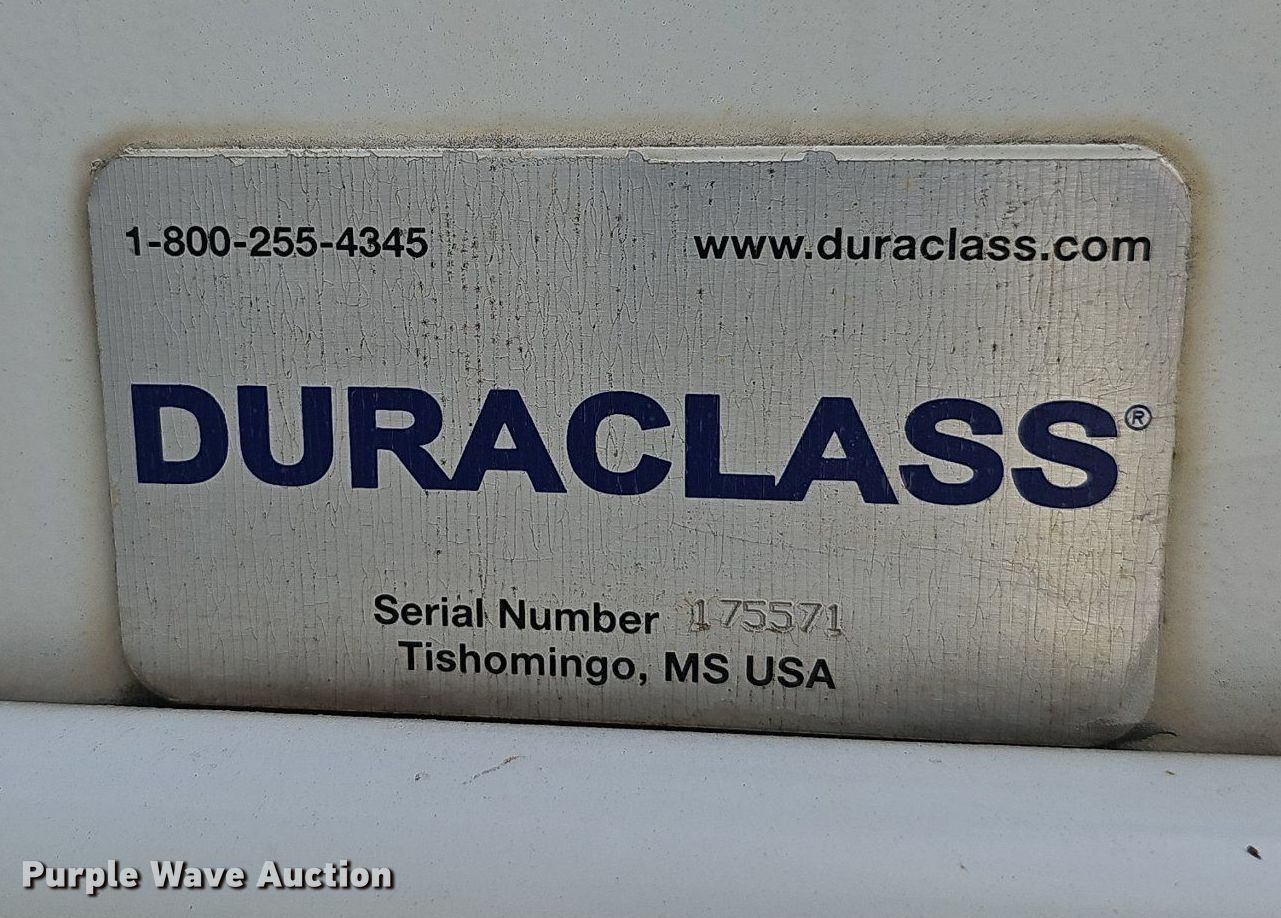 1-800-255-4345 www.duraclass.com
DURACLASS®
Serial Number 175571
Tishomingo, MS USA
Purple Wave Auction